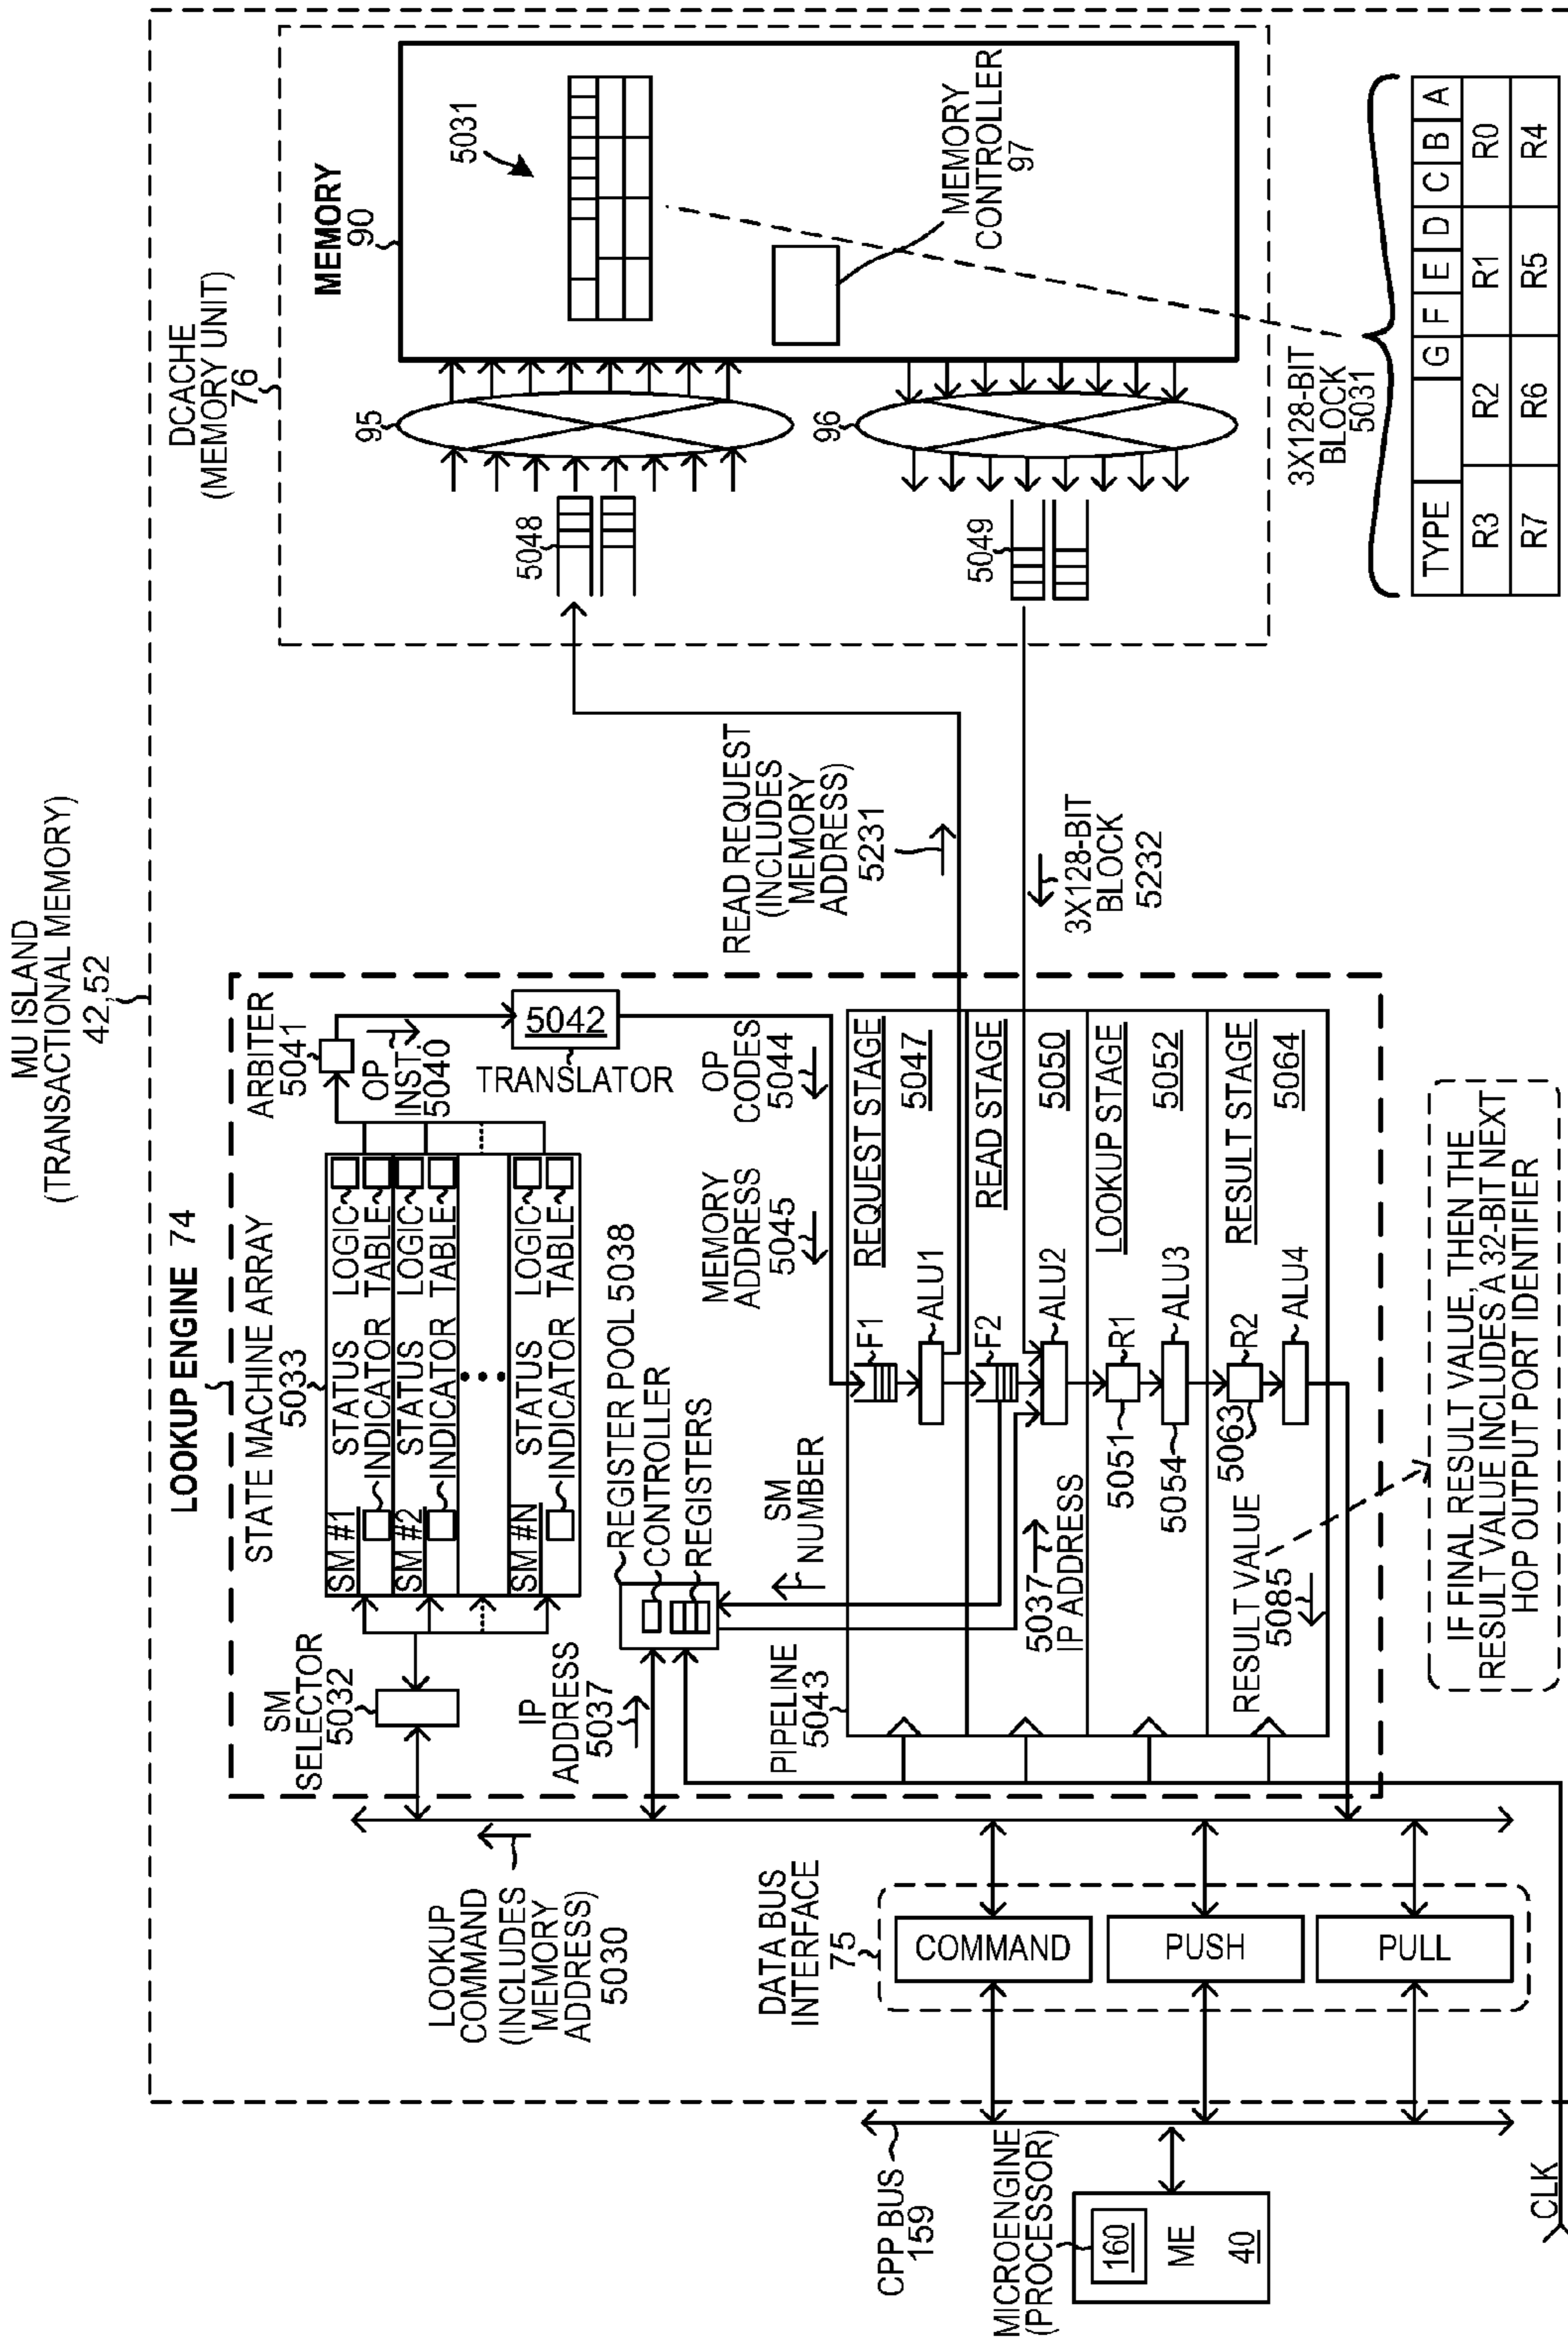 MU ISLAND
(TRANSACTIONAL MEMORY)
42,52
LOOKUP ENGINE 74
STATE MACHINE ARRAY
5033
SM
SELECTOR
5032
SM #1
STATUS
INDICATOR
LOGIC
TABLE
SM #2
STATUS
INDICATOR
LOGIC
TABLE
SM #N
STATUS
INDICATOR
LOGIC
TABLE
ARBITER
5041
OP
INST.
5040
5042
TRANSLATOR
OP
CODES
5044
MEMORY
ADDRESS
5045
REGISTER POOL 5038
CONTROLLER
REGISTERS
IP
ADDRESS
5037
SM
NUMBER
PIPELINE
5043
F1
ALU1
REQUEST STAGE
5047
F2
ALU2
READ STAGE
5050
5037
IP ADDRESS
R1
5051
ALU3
5054
LOOKUP STAGE
5052
R2
5063
ALU4
RESULT STAGE
5064
RESULT VALUE
5085
IF FINAL RESULT VALUE, THEN THE
RESULT VALUE INCLUDES A 32-BIT NEXT
HOP OUTPUT PORT IDENTIFIER
LOOKUP
COMMAND
(INCLUDES
MEMORY
ADDRESS)
5030
DATA BUS
INTERFACE
75
COMMAND
PUSH
PULL
CPP BUS
159
MICROENGINE
(PROCESSOR)
160
ME
40
CLK
READ REQUEST
(INCLUDES
MEMORY
ADDRESS)
5231
3X128-BIT
BLOCK
5232
DCACHE
(MEMORY UNIT)
76
MEMORY
90
95
96
5048
5049
5031
MEMORY
CONTROLLER
97
3X128-BIT
BLOCK
5031
TYPE G F E D C B A
R3 R2 R1 R0
R7 R6 R5 R4